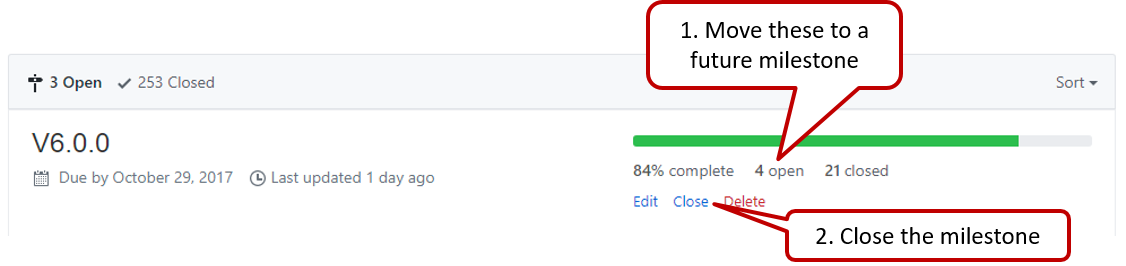 1. Move these to a
future milestone
3 Open 253 Closed Sort
V6.0.0
Due by October 29, 2017 Last updated 1 day ago
84% complete 4 open 21 closed
Edit Close Delete
2. Close the milestone